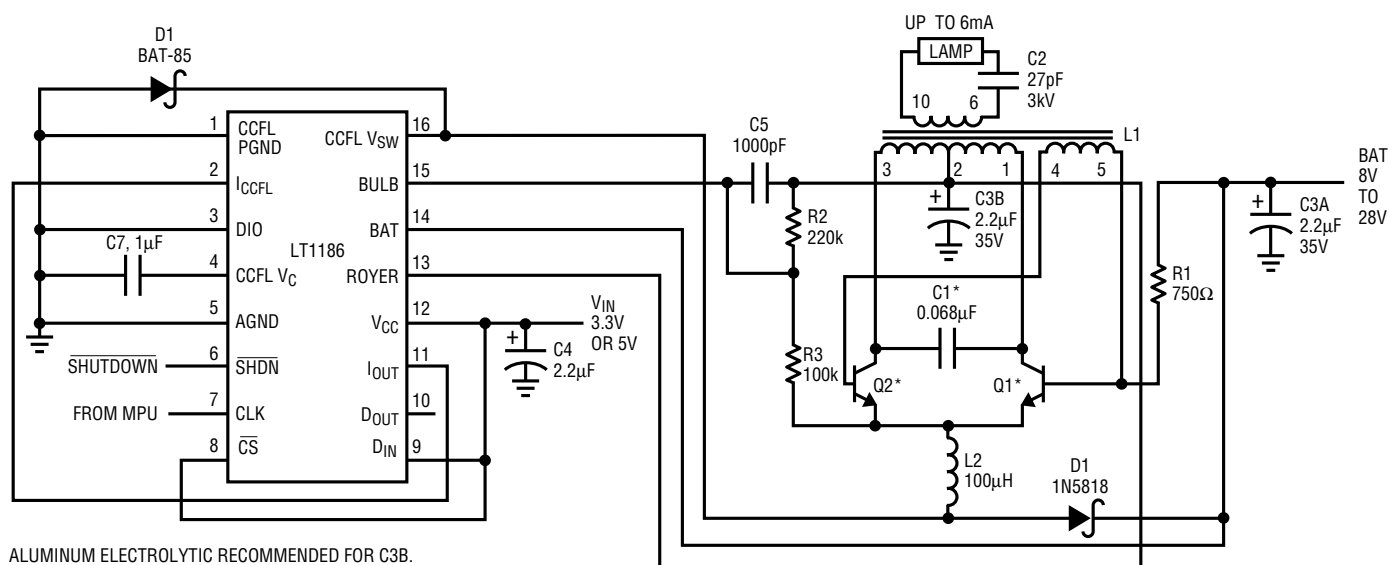 UP TO 6mA
LAMP
C2
27pF
3kV
10
6
D1
BAT-85
1
CCFL
PGND
CCFL VSW
16
2
ICCFL
BULB
15
3
DIO
BAT
14
LT1186
C7, 1µF
4
CCFL VC
ROYER
13
5
AGND
VCC
12
SHUTDOWN
6
SHDN
IOUT
11
FROM MPU
7
CLK
DOUT
10
8
CS
DIN
9
VIN
3.3V
OR 5V
+
C4
2.2µF
C5
1000pF
R2
220k
R3
100k
L1
3
2
1
4
5
+
C3B
2.2µF
35V
C1*
0.068µF
Q2*
Q1*
L2
100µH
D1
1N5818
R1
750Ω
+
C3A
2.2µF
35V
BAT
8V
TO
28V
ALUMINUM ELECTROLYTIC RECOMMENDED FOR C3B.